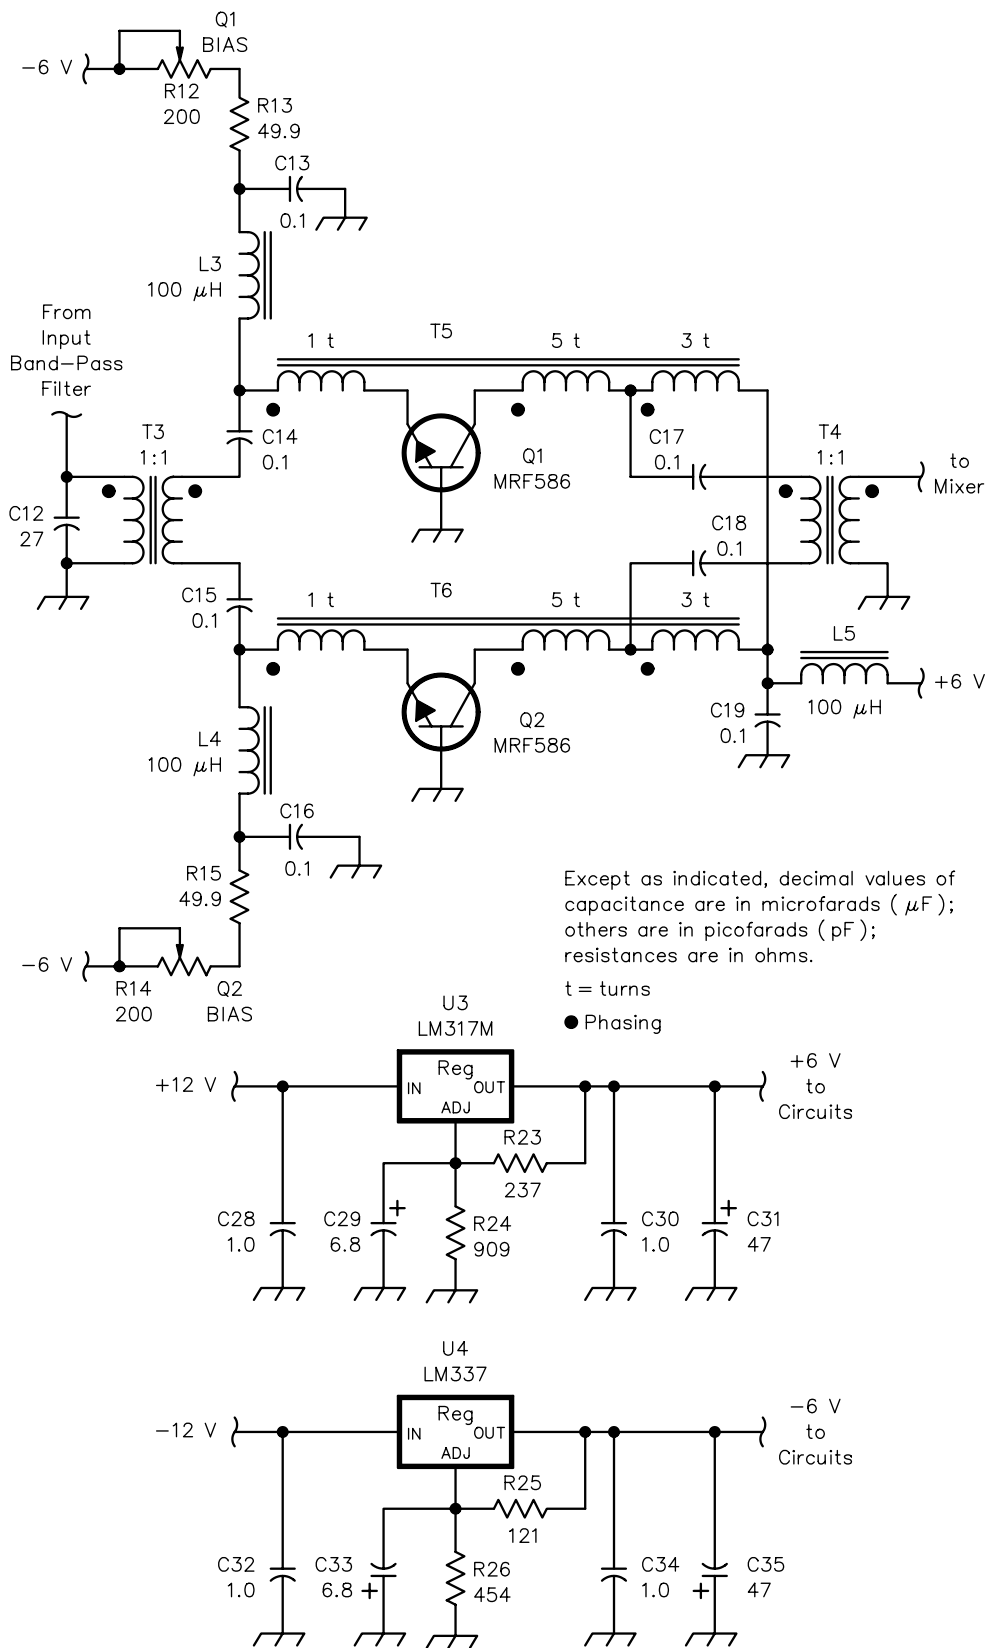 Q1
BIAS
−6 V
R12
200
R13
49.9
C13
0.1
L3
100 μH
From
Input
Band−Pass
Filter
1 t
T5
5 t
3 t
C14
0.1
T3
1:1
C12
27
Q1
MRF586
C17
0.1
T4
1:1
to
Mixer
C18
0.1
C15
0.1
1 t
T6
5 t
3 t
L5
+6 V
100 μH
C19
0.1
Q2
MRF586
L4
100 μH
C16
0.1
R15
49.9
−6 V
R14
200
Q2
BIAS
Except as indicated, decimal values of
capacitance are in microfarads ( μF);
others are in picofarads (pF);
resistances are in ohms.
t = turns
● Phasing
U3
LM317M
+12 V
Reg
IN
OUT
ADJ
+6 V
to
Circuits
R23
237
C28
1.0
C29
6.8
+
R24
909
C30
1.0
+
C31
47
U4
LM337
−12 V
Reg
IN
OUT
ADJ
−6 V
to
Circuits
R25
121
C32
1.0
C33
6.8
+
R26
454
C34
1.0
+
C35
47